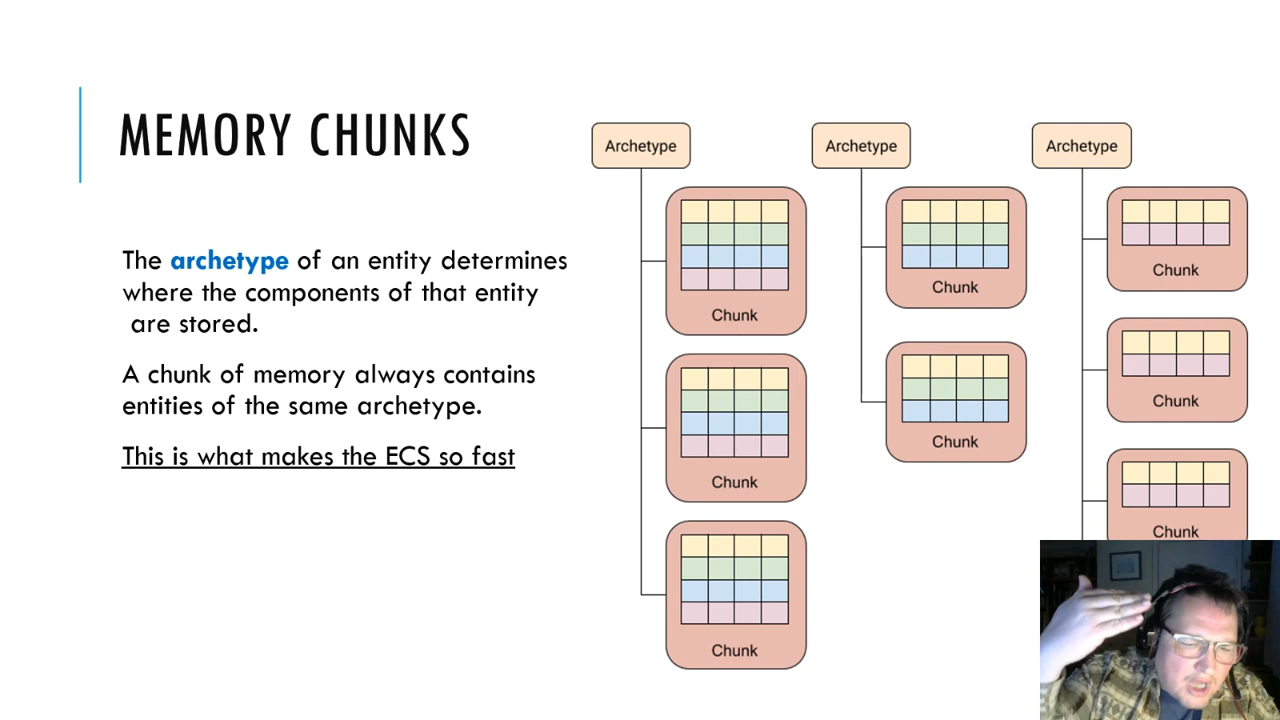 MEMORY CHUNKS
The archetype of an entity determines
where the components of that entity
are stored.
A chunk of memory always contains
entities of the same archetype.
This is what makes the ECS so fast
Archetype
Chunk
Chunk
Chunk
Archetype
Chunk
Chunk
Archetype
Chunk
Chunk
Chunk